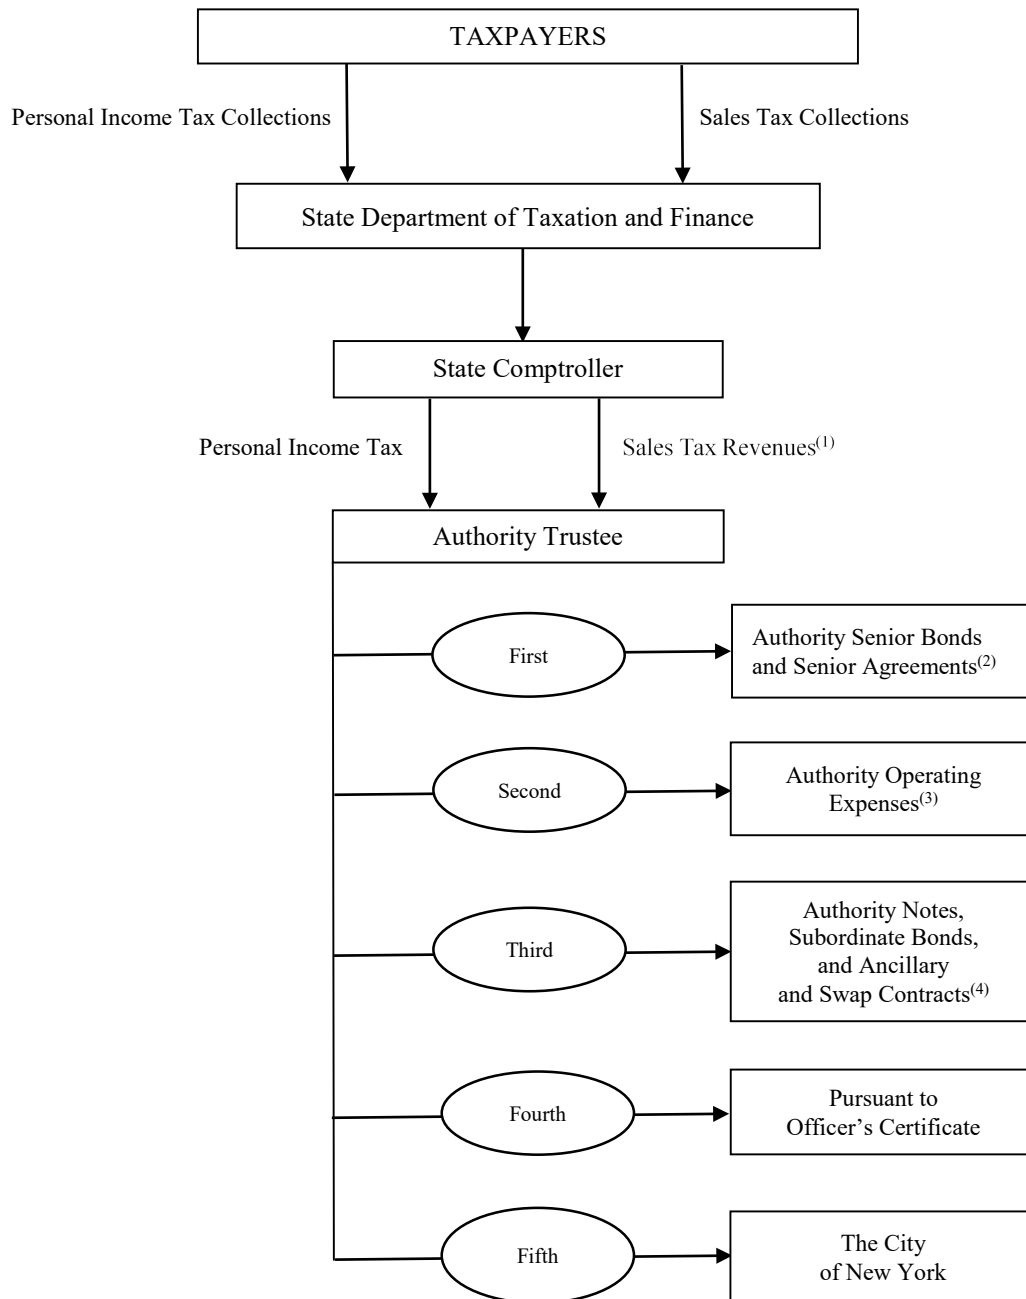 TAXPAYERS
Personal Income Tax Collections
Sales Tax Collections
State Department of Taxation and Finance
State Comptroller
Personal Income Tax
Sales Tax Revenues(1)
Authority Trustee
First
Authority Senior Bonds
and Senior Agreements(2)
Second
Authority Operating
Expenses(3)
Third
Authority Notes,
Subordinate Bonds,
and Ancillary
and Swap Contracts(4)
Fourth
Pursuant to
Officer’s Certificate
Fifth
The City
of New York